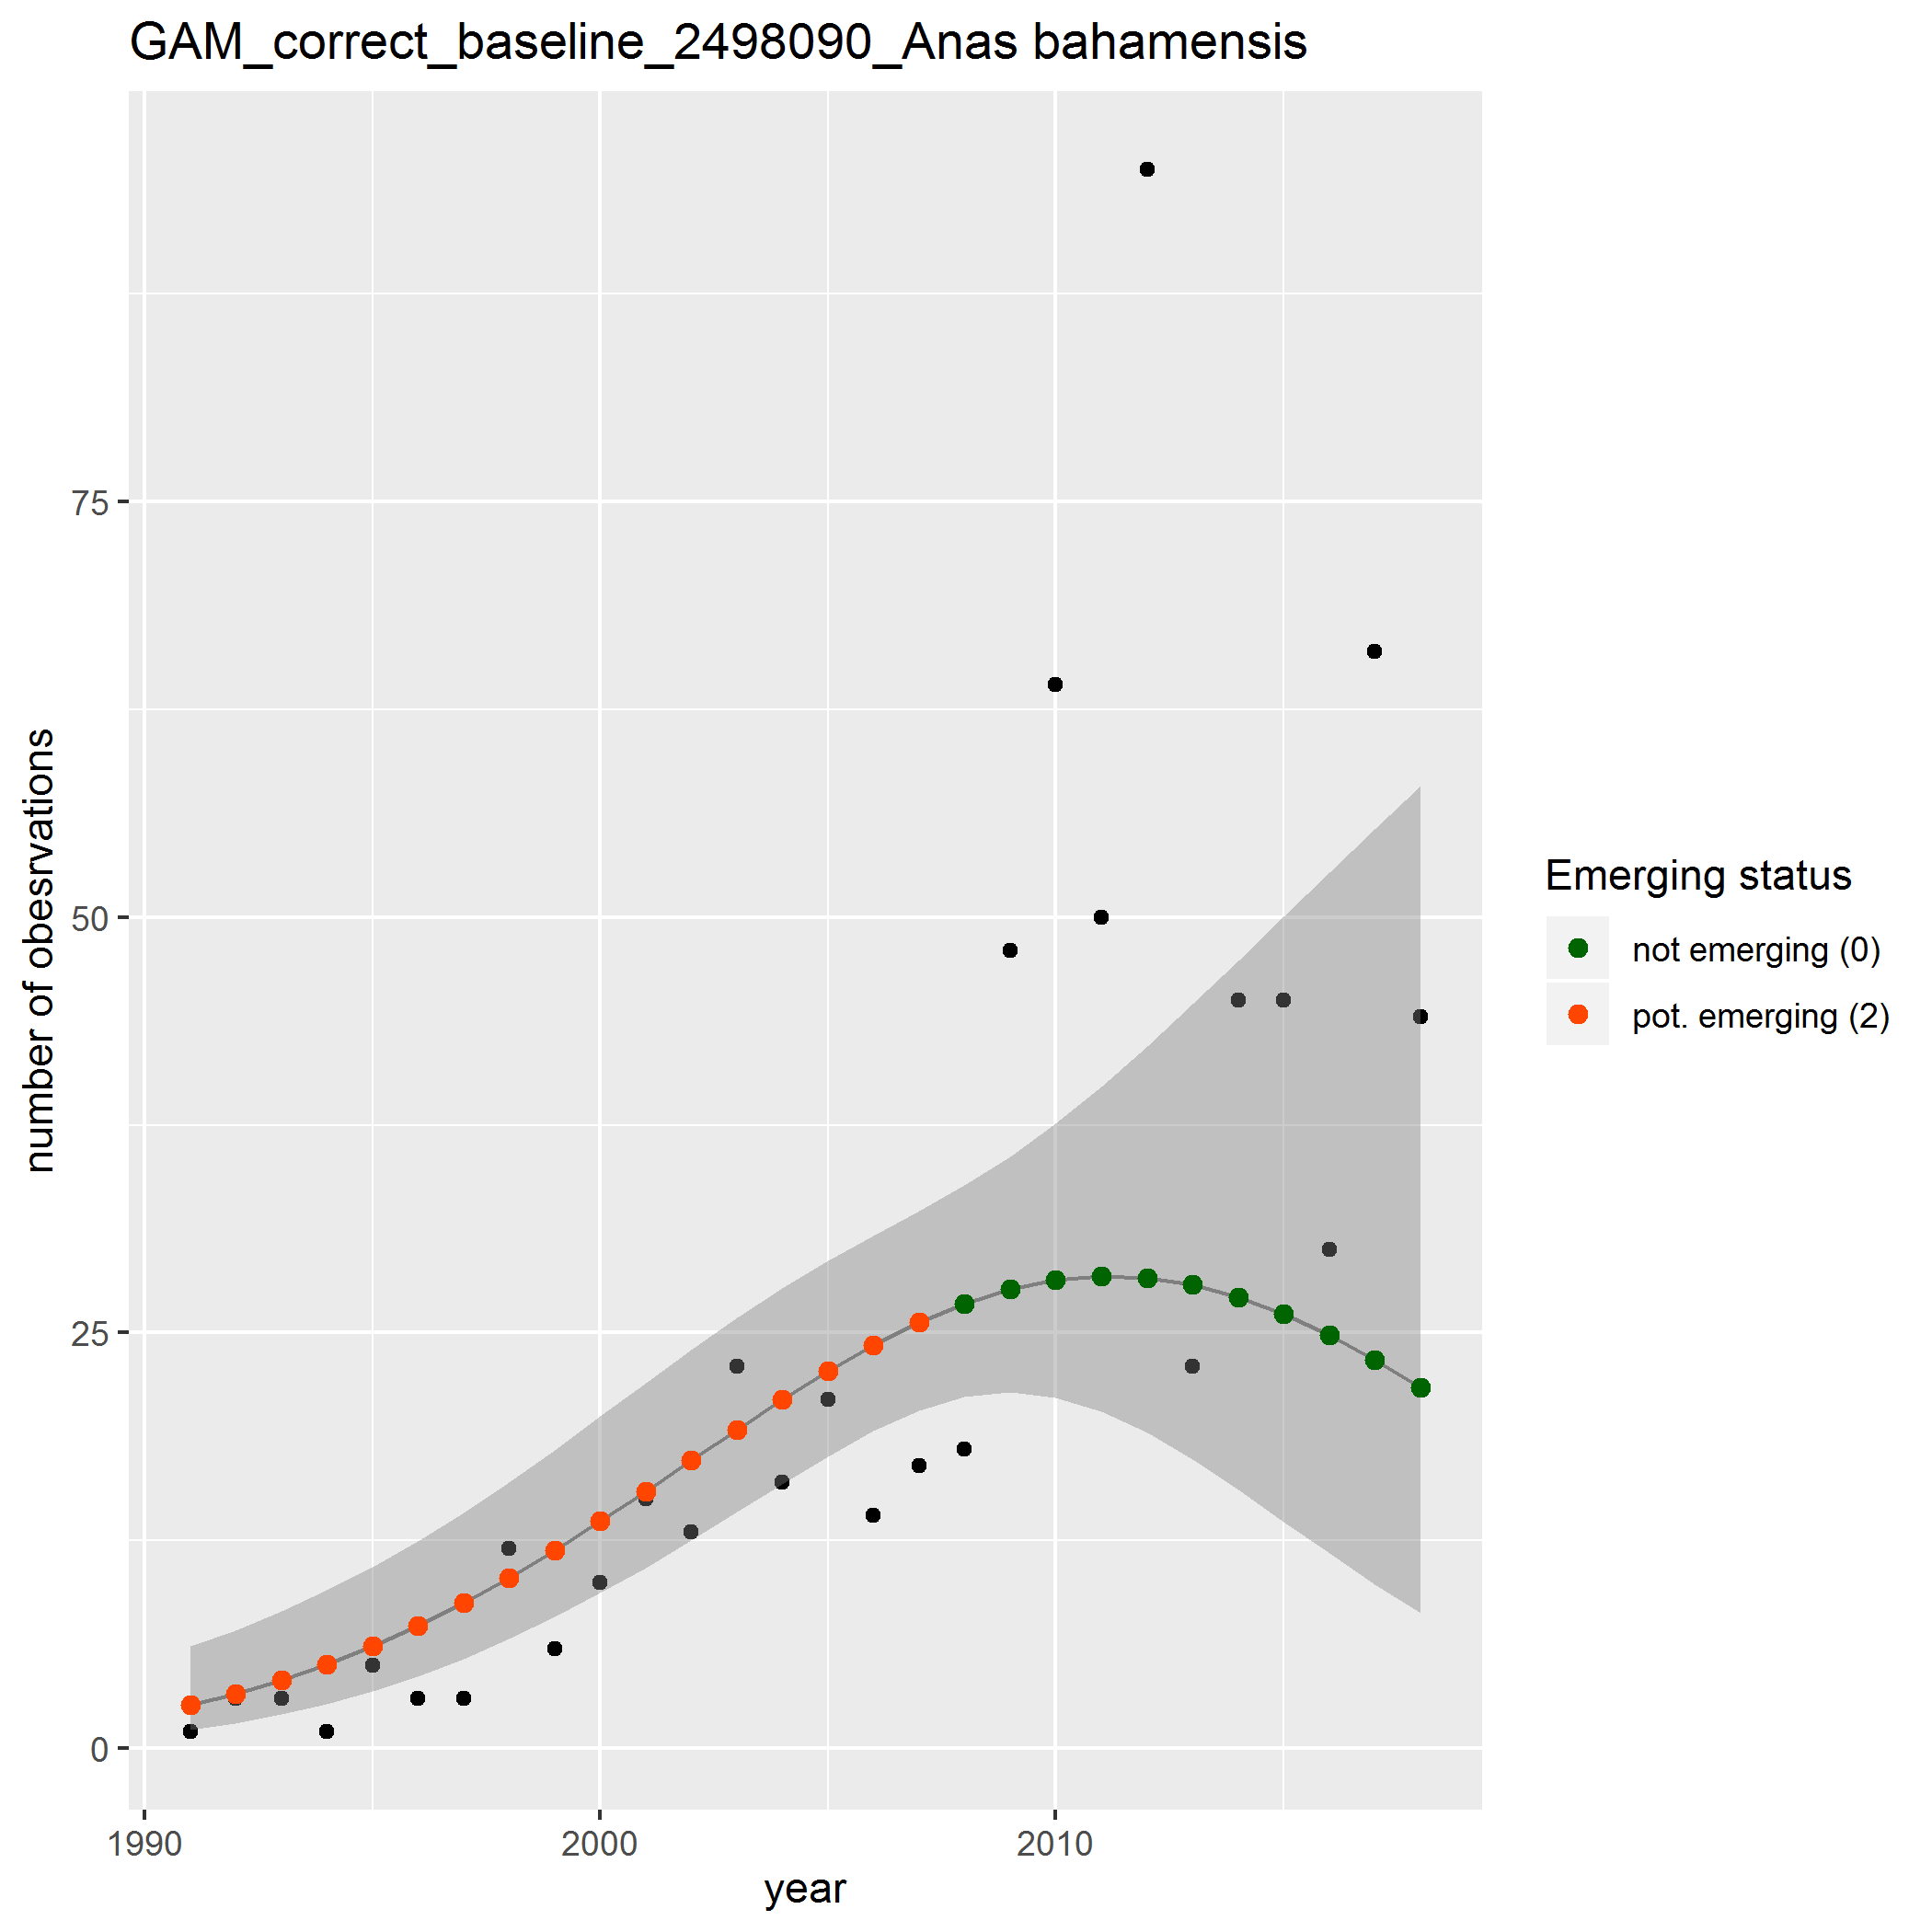 GAM_correct_baseline_2498090_Anas bahamensis
75
50
25
0
number of obesrvations
1990 2000 2010
year
Emerging status
not emerging (0)
pot. emerging (2)